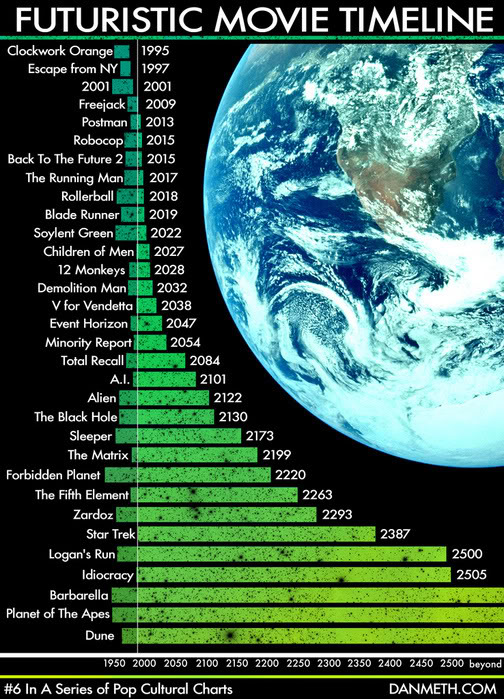 FUTURISTIC MOVIE TIMELINE
Clockwork Orange 1995
Escape from NY 1997
2001 2001
Freejack 2009
Postman 2013
Robocop 2015
Back To The Future 2 2015
The Running Man 2017
Rollerball 2018
Blade Runner 2019
Soylent Green 2022
Children of Men 2027
12 Monkeys 2028
Demolition Man 2032
V for Vendetta 2038
Event Horizon 2047
Minority Report 2054
Total Recall 2084
A.I. 2101
Alien 2122
The Black Hole 2130
Sleeper 2173
The Matrix 2199
Forbidden Planet 2220
The Fifth Element 2263
Zardoz 2293
Star Trek 2387
Logan's Run 2500
Idiocracy 2505
Barbarella
Planet of The Apes
Dune
1950 2000 2050 2100 2150 2200 2250 2300 2350 2400 2450 2500 beyond
#6 In A Series of Pop Cultural Charts DANMETH.COM